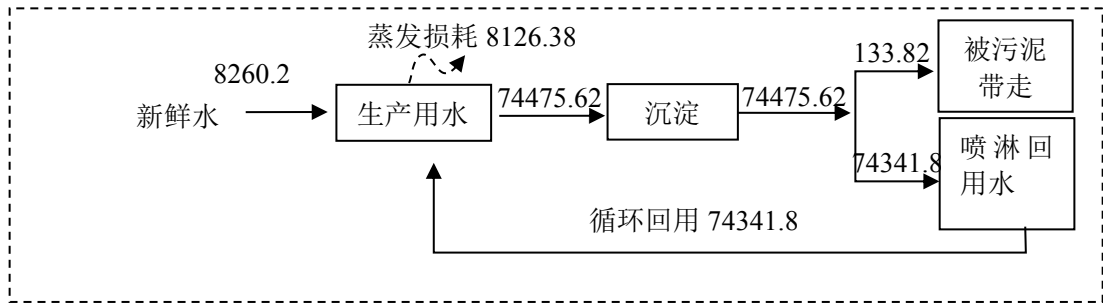 蒸发损耗 8126.38
133.82
被污泥
带走
8260.2
74475.62
74475.62
新鲜水
生产用水
沉淀
74341.8
喷淋回
用水
循环回用 74341.8